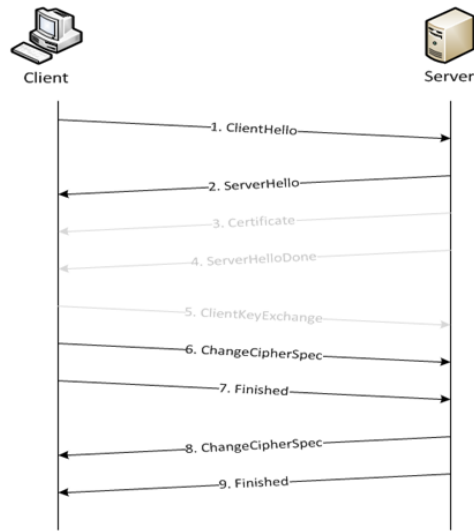 Client
Server
1. ClientHello
2. ServerHello
3. Certificate
4. ServerHelloDone
5. ClientKeyExchange
6. ChangeCipherSpec
7. Finished
8. ChangeCipherSpec
9. Finished